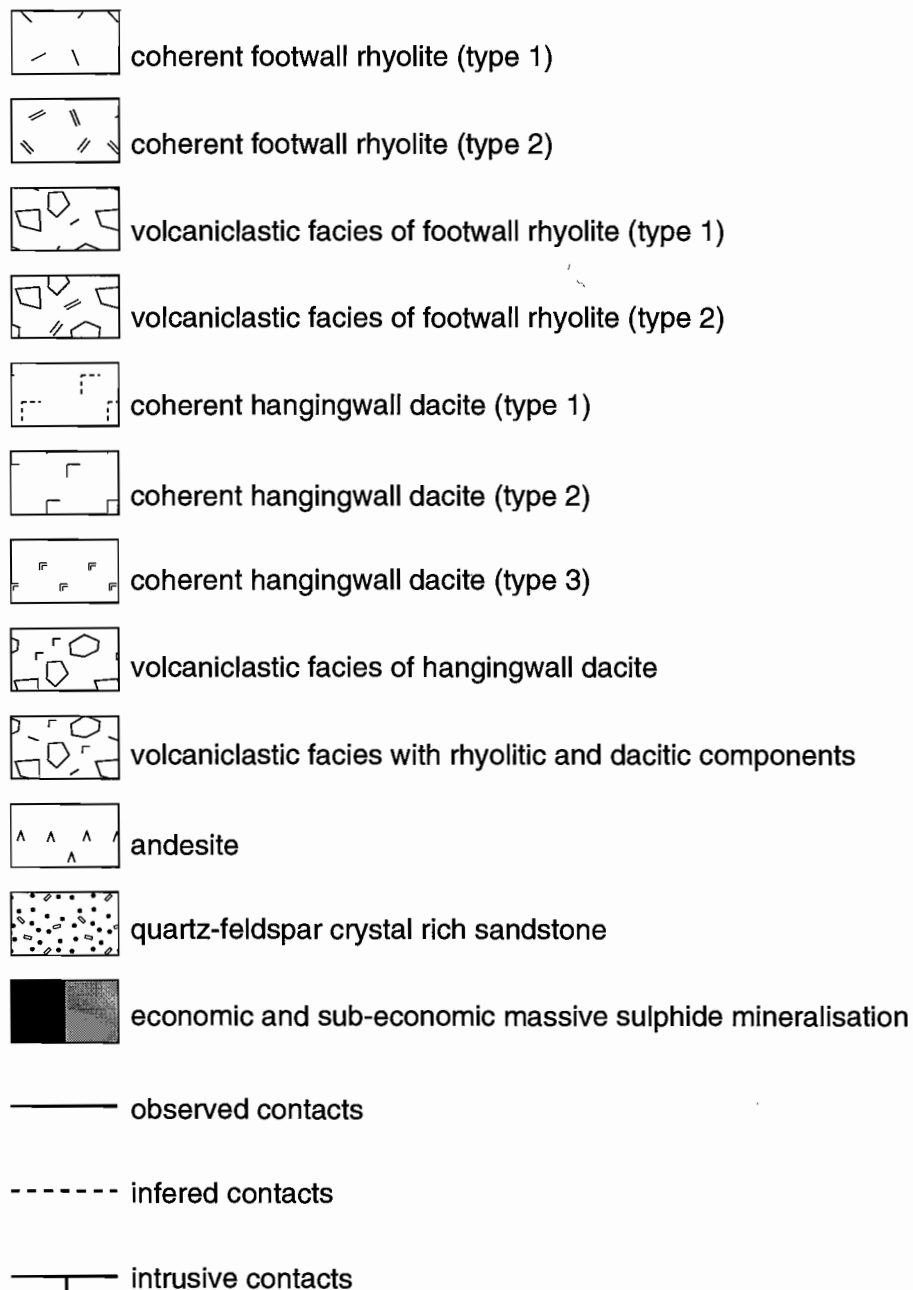 coherent footwall rhyolite (type 1)
coherent footwall rhyolite (type 2)
volcaniclastic facies of footwall rhyolite (type 1)
volcaniclastic facies of footwall rhyolite (type 2)
coherent hangingwall dacite (type 1)
coherent hangingwall dacite (type 2)
coherent hangingwall dacite (type 3)
volcaniclastic facies of hangingwall dacite
volcaniclastic facies with rhyolitic and dacitic components
andesite
quartz-feldspar crystal rich sandstone
economic and sub-economic massive sulphide mineralisation
observed contacts
infered contacts
intrusive contacts